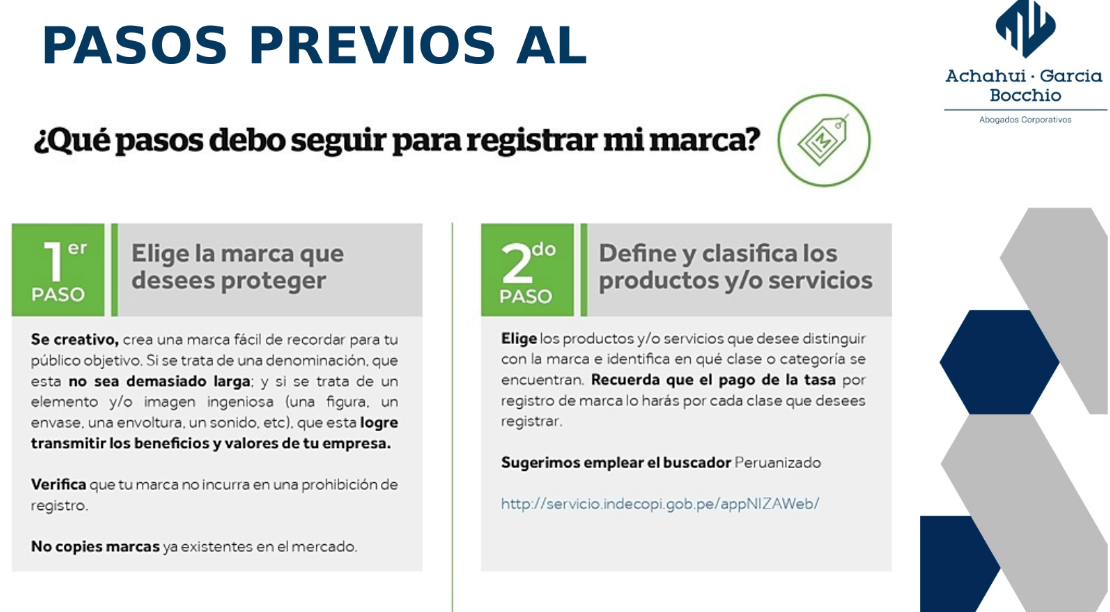 PASOS PREVIOS AL
Achahui · Garcia
Bocchio
Abogados Corporativos
¿Qué pasos debo seguir para registrar mi marca?
M
1er
PASO
Elige la marca que
desees proteger
Se creativo, crea una marca fácil de recordar para tu
público objetivo. Si se trata de una denominación, que
esta no sea demasiado larga; y si se trata de un
elemento y/o imagen ingeniosa (una figura, un
envase, una envoltura, un sonido, etc), que esta logre
transmitir los beneficios y valores de tu empresa.
Verifica que tu marca no incurra en una prohibición de
registro.
No copies marcas ya existentes en el mercado.
2do
PASO
Define y clasifica los
productos y/o servicios
Elige los productos y/o servicios que desee distinguir
con la marca e identifica en qué clase o categoría se
encuentran. Recuerda que el pago de la tasa por
registro de marca lo harás por cada clase que desees
registrar.
Sugerimos emplear el buscador Peruanizado
http://servicio.indecopi.gob.pe/appNIZAWeb/